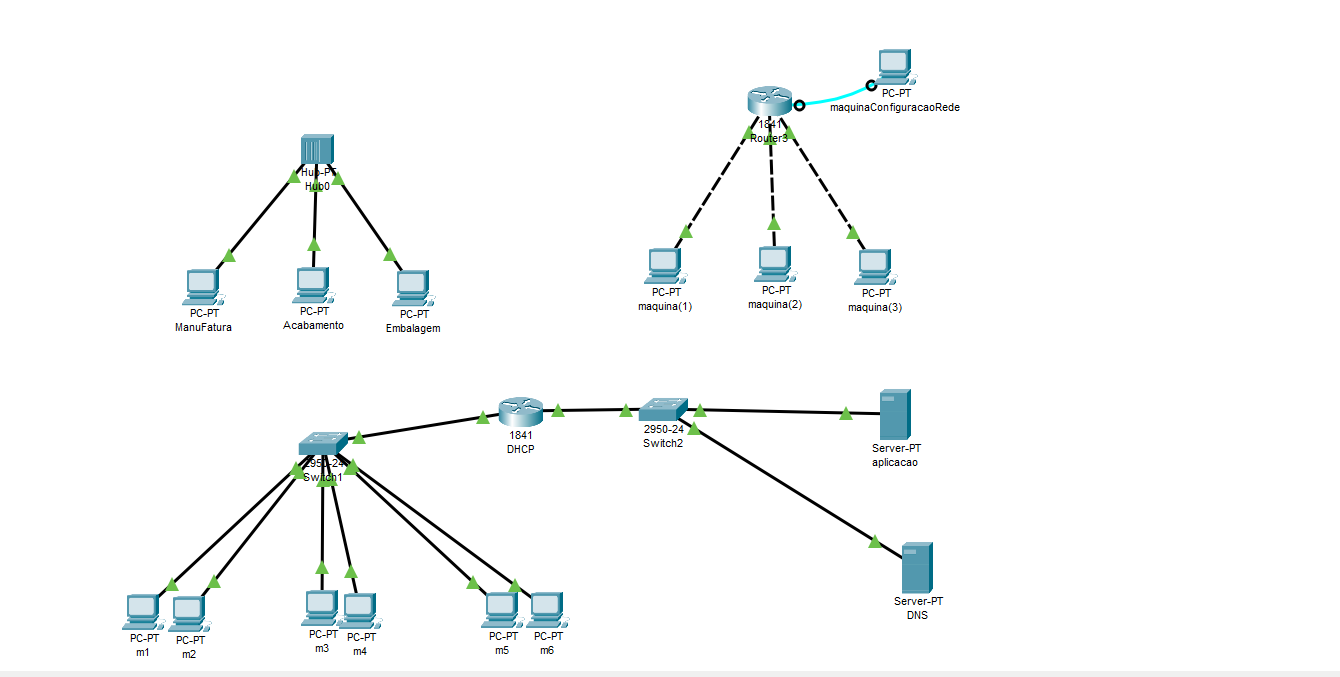 PC-PT
maquinaConfiguracaoRede
1841
Router3
Hub-PT
Hub0
PC-PT
ManuFatura
PC-PT
Acabamento
PC-PT
Embalagem
PC-PT
maquina(1)
PC-PT
maquina(2)
PC-PT
maquina(3)
1841
DHCP
2950-24
Switch2
Server-PT
aplicacao
2950-24
Switch1
Server-PT
DNS
PC-PT
m1
PC-PT
m2
PC-PT
m3
PC-PT
m4
PC-PT
m5
PC-PT
m6